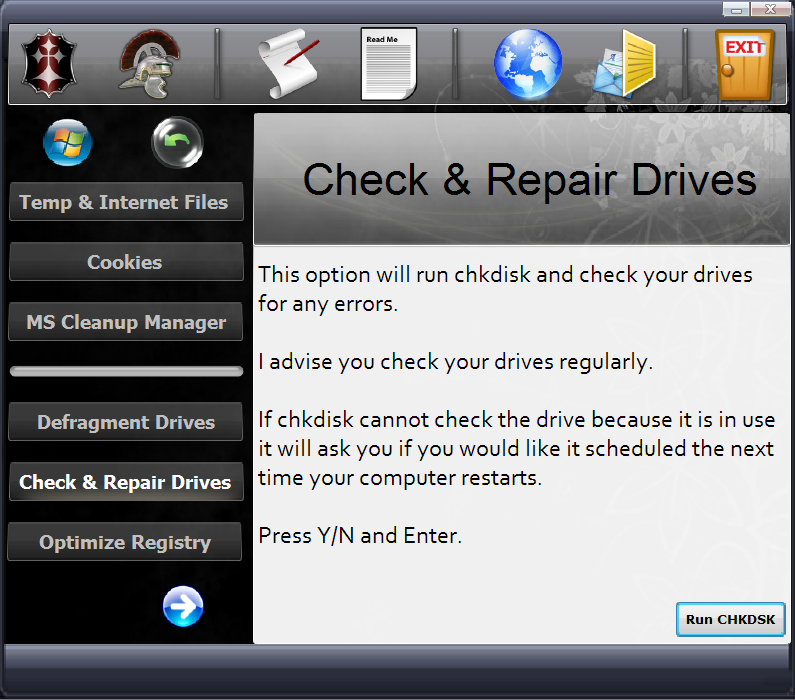 Read Me
EXIT
Temp & Internet Files
Cookies
MS Cleanup Manager
Defragment Drives
Check & Repair Drives
Optimize Registry
Check & Repair Drives
This option will run chkdisk and check your drives
for any errors.
I advise you check your drives regularly.
If chkdisk cannot check the drive because it is in use
it will ask you if you would like it scheduled the next
time your computer restarts.
Press Y/N and Enter.
Run CHKDSK